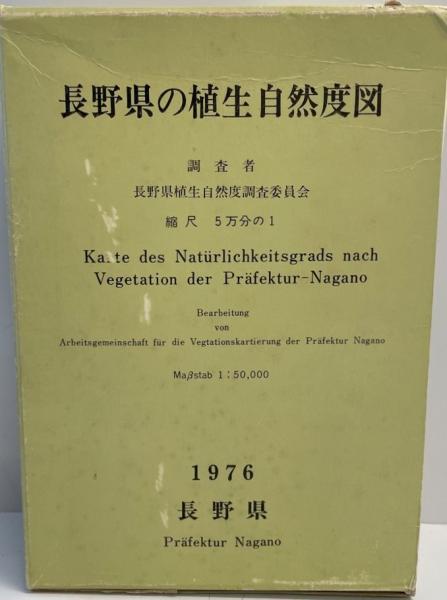 長野県の植生自然度図
調査者
長野県植生自然度調査委員会
縮尺 5万分の1
Ka te des Natürlichkeitsgrads nach
Vegetation der Präfektur-Nagano
Bearbeitung
von
Arbeitsgemeinschaft für die Vegtationskartierung der Präfektur Nagano
Maβstab 1:50,000
1976
長野県
Präfektur Nagano